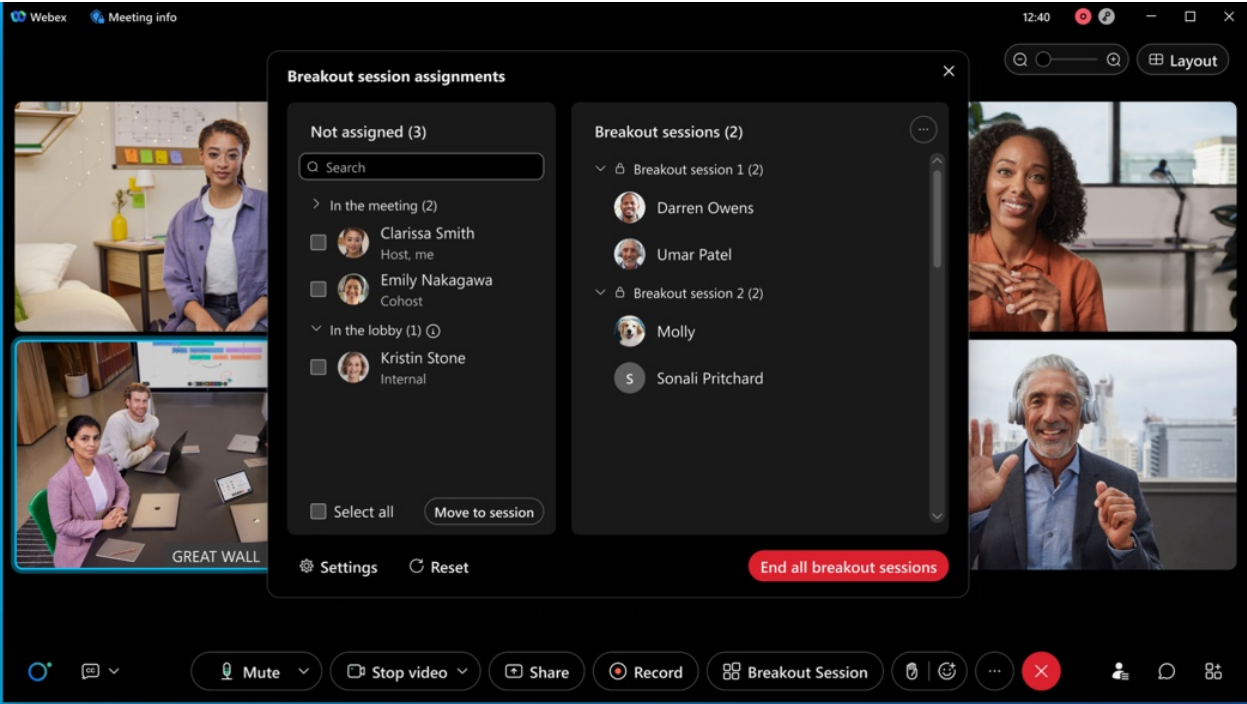 Webex
Meeting info
12:40
Layout
Breakout session assignments
Not assigned (3)
Search
In the meeting (2)
Clarissa Smith
Host, me
Emily Nakagawa
Cohost
In the lobby (1)
Kristin Stone
Internal
Select all
Move to session
Breakout sessions (2)
Breakout session 1 (2)
Darren Owens
Umar Patel
Breakout session 2 (2)
Molly
S
Sonali Pritchard
Settings
Reset
End all breakout sessions
GREAT WALL
CC
Mute
Stop video
Share
Record
Breakout Session